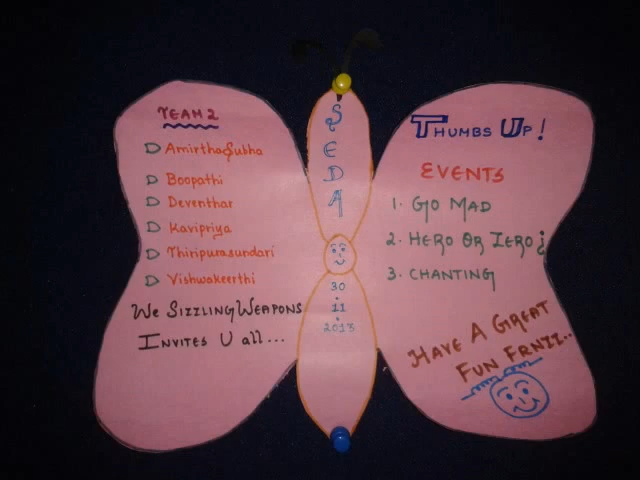 TEAM 2
AmirthaSubha
Boopathi
Deventhar
Kavipriya
Thiripurasundari
Vishwakeerthi
We SIZZLING WEAPONS
INVITES U all...
SEDA
30
11
2013
THUMBS UP!
EVENTS
1. GO MAD
2. HERO OR ZERO ?
3. CHANTING
HAVE A GREAT
FUN FRNZZ..